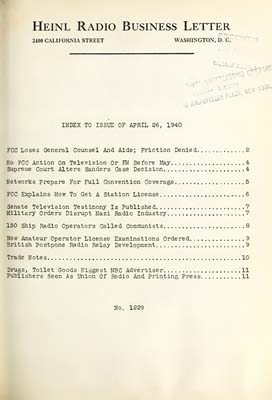 HEINL RADIO BUSINESS LETTER
2400 CALIFORNIA STREET WASHINGTON, D. C.
INDEX TO ISSUE OF APRIL 26, 1940
FCC Loses General Counsel And Aide; Friction Denied.............2
No FCC Action On Television Or FM Before May....................4
Supreme Court Alters Sanders Case Decision......................4
Networks Prepare For Full Convention Coverage...................5
FCC Explains How To Get A Station License.......................6
Senate Television Testimony Is Published........................7
Military Orders Disrupt Nazi Radio Industry.....................7
180 Ship Radio Operators Called Communists......................8
New Amateur Operator License Examinations Ordered...............9
British Postpone Radio Relay Development........................9
Trade Notes....................................................10
Drugs, Toilet Goods Biggest NBC Advertiser.....................11
Publishers Seen As Union Of Radio And Printing Press...........11
No. 1229